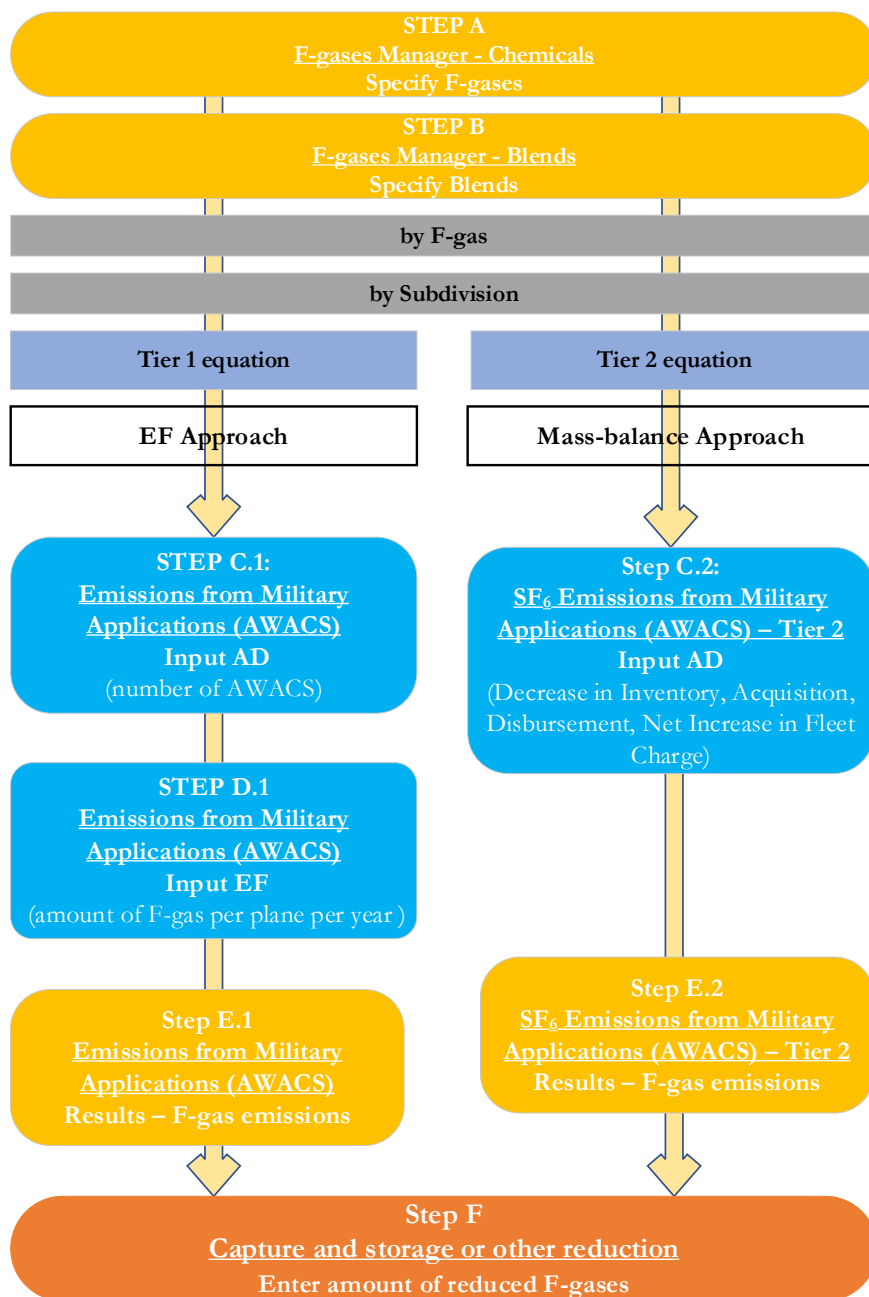 STEP A
F-gases Manager - Chemicals
Specify F-gases
STEP B
F-gases Manager - Blends
Specify Blends
by F-gas
by Subdivision
Tier 1 equation
EF Approach
STEP C.1:
Emissions from Military
Applications (AWACS)
Input AD
(number of AWACS)
STEP D.1
Emissions from Military
Applications (AWACS)
Input EF
(amount of F-gas per plane per year )
Step E.1
Emissions from Military
Applications (AWACS)
Results – F-gas emissions
Tier 2 equation
Mass-balance Approach
Step C.2:
SF₆ Emissions from Military
Applications (AWACS) – Tier 2
Input AD
(Decrease in Inventory, Acquisition,
Disbursement, Net Increase in Fleet
Charge)
Step E.2
SF₆ Emissions from Military
Applications (AWACS) – Tier 2
Results – F-gas emissions
Step F
Capture and storage or other reduction
Enter amount of reduced F-gases